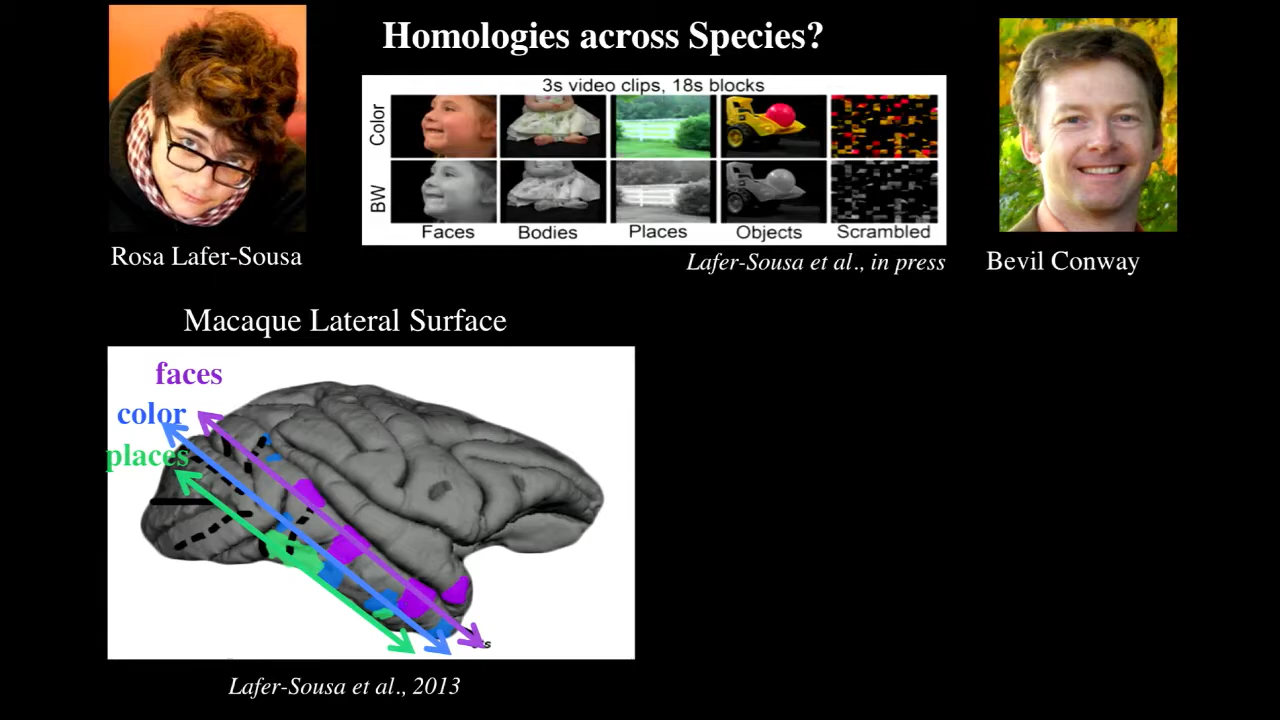 Homologies across Species?
3s video clips, 18s blocks
Color
BW
Faces Bodies Places Objects Scrambled
Rosa Lafer-Sousa
Lafer-Sousa et al., in press
Bevil Conway
Macaque Lateral Surface
faces
color
places
Lafer-Sousa et al., 2013